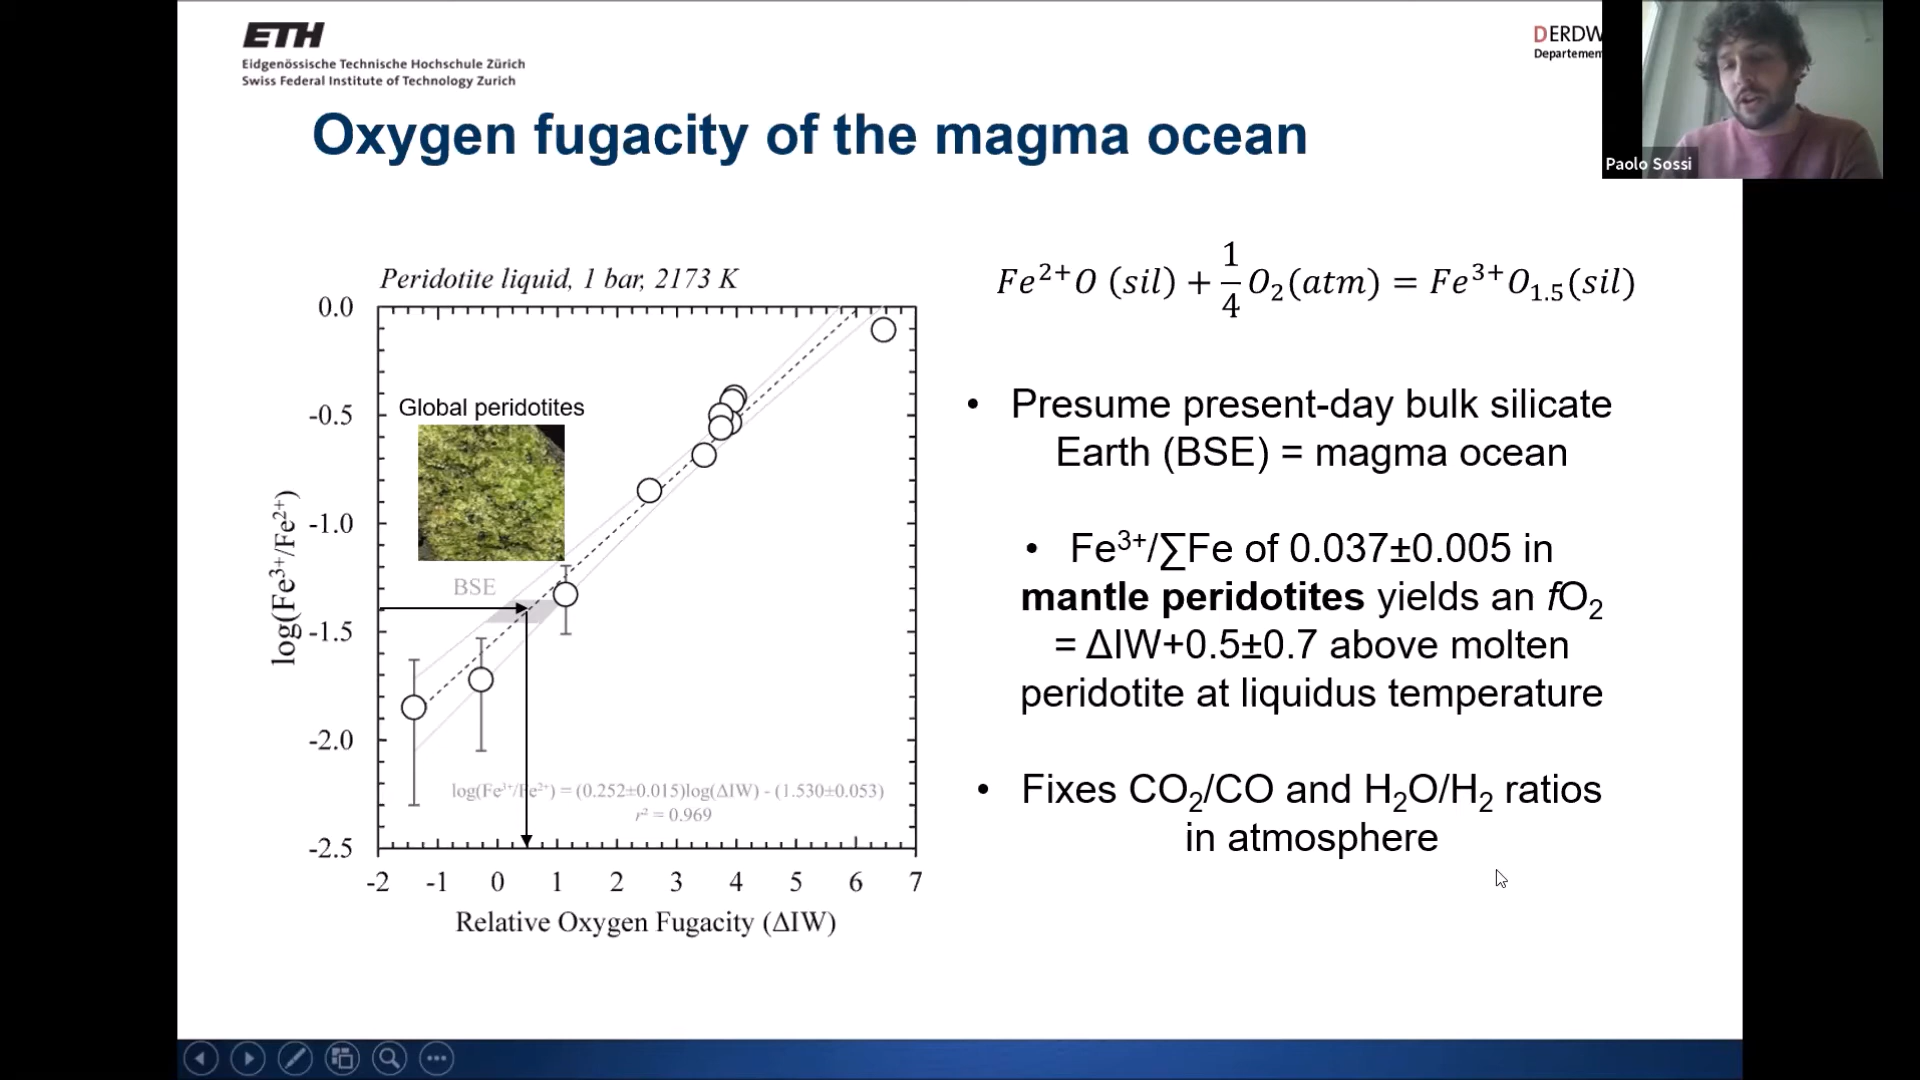 ETH
Eidgenössische Technische Hochschule Zürich
Swiss Federal Institute of Technology Zurich
DERDW
Departemen
Paolo Sossi
Oxygen fugacity of the magma ocean
Peridotite liquid, 1 bar, 2173 K
0.0
-0.5
-1.0
-1.5
-2.0
-2.5
log(Fe³⁺/Fe²⁺)
Global peridotites
BSE
log(Fe³⁺/Fe²⁺) = (0.252±0.015)log(ΔIW) - (1.530±0.053)
r² = 0.969
-2 -1 0 1 2 3 4 5 6 7
Relative Oxygen Fugacity (ΔIW)
Fe²⁺O (sil) + 1/4 O₂(atm) = Fe³⁺O₁.₅(sil)
• Presume present-day bulk silicate
Earth (BSE) = magma ocean
• Fe³⁺/∑Fe of 0.037±0.005 in
mantle peridotites yields an fO₂
= ΔIW+0.5±0.7 above molten
peridotite at liquidus temperature
• Fixes CO₂/CO and H₂O/H₂ ratios
in atmosphere